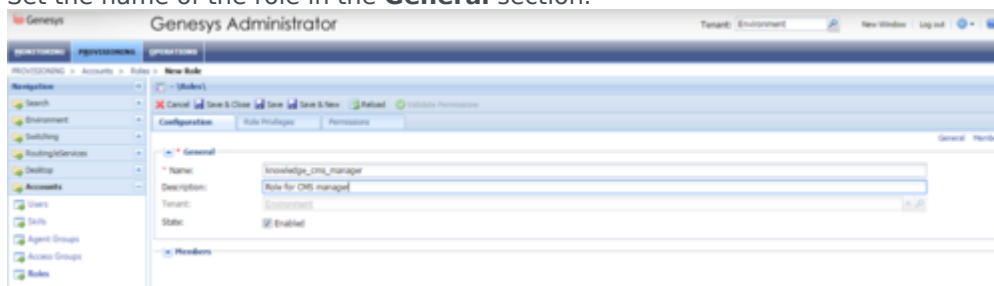 Set the name of the role in the General section.
Genesys
Genesys Administrator
Tenant: Environment
New Window
Log out
MONITORING
PROVISIONING
OPERATIONS
PROVISIONING > Accounts > Roles > New Role
Navigation
- \Roles\
Search
Cancel
Save & Close
Save
Save & New
Reload
Validate Permissions
Environment
Configuration
Role Privileges
Permissions
Switching
General
Routing/eServices
* General
Desktop
* Name: knowledge_cms_manager
Accounts
Description: Role for CMS manager
Users
Tenant: Environment
Skills
State: Enabled
Agent Groups
Access Groups
Members
Roles